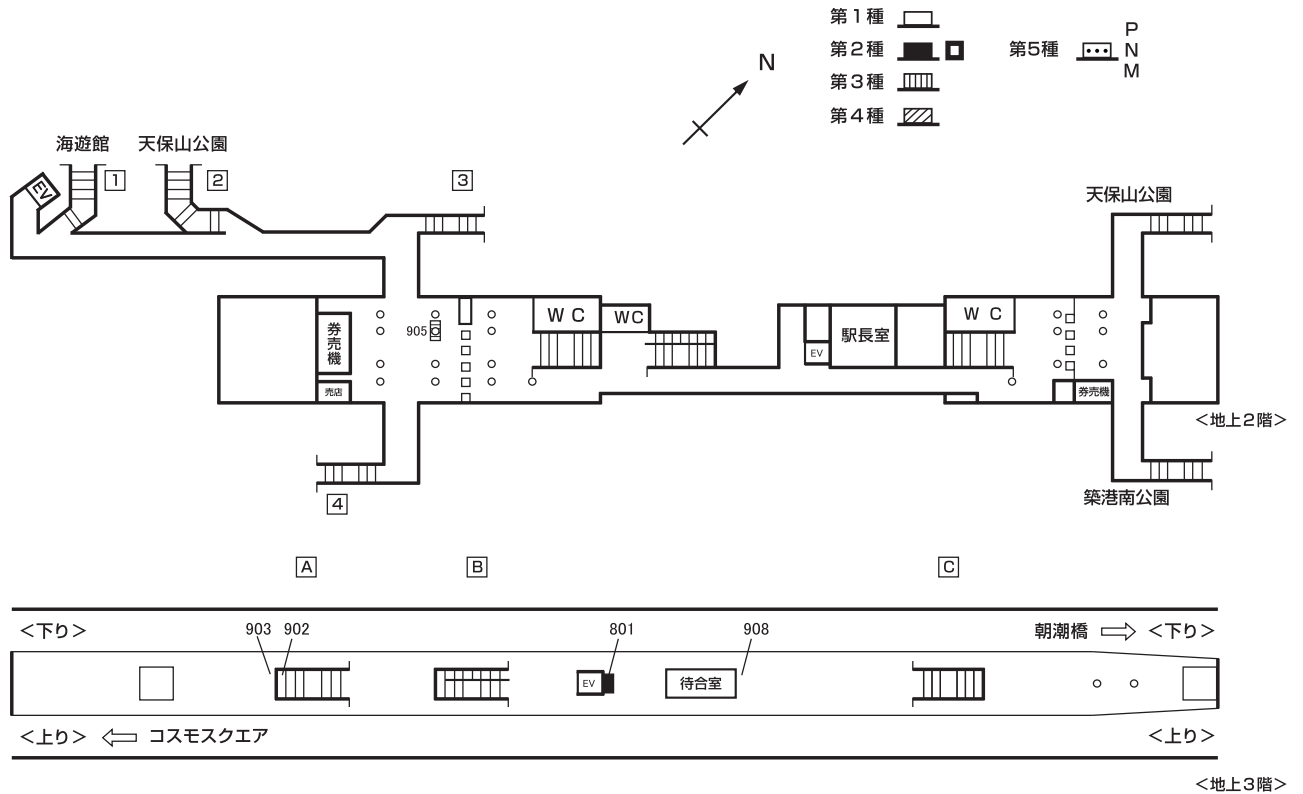 第1種
第2種
第3種
第4種
第5種
P
N
M
N
海遊館
天保山公園
EV
1
2
3
天保山公園
券売機
905
売店
WC
WC
EV
駅長室
WC
券売機
<地上2階>
4
築港南公園
A
B
C
<下り>
903
902
801
908
朝潮橋
<下り>
EV
待合室
<上り>
コスモスクエア
<上り>
<地上3階>